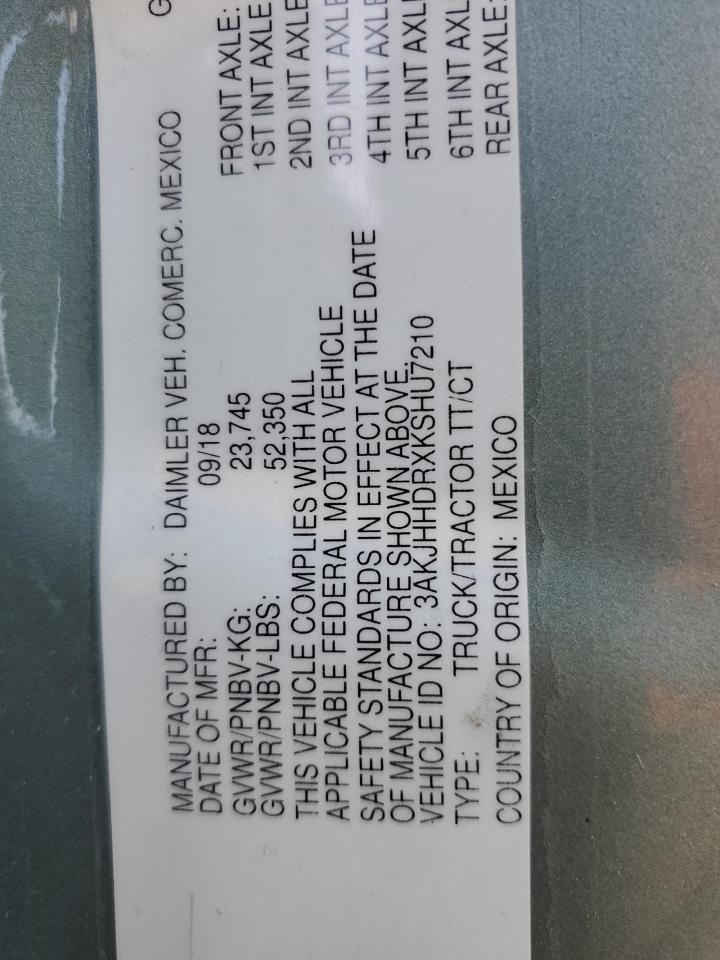 MANUFACTURED BY: DAIMLER VEH. COMERC. MEXICO
DATE OF MFR: 09/18
GVWR/PNBV-KG: 23,745
GVWR/PNBV-LBS: 52,350
THIS VEHICLE COMPLIES WITH ALL
APPLICABLE FEDERAL MOTOR VEHICLE
SAFETY STANDARDS IN EFFECT AT THE DATE
OF MANUFACTURE SHOWN ABOVE.
VEHICLE ID NO: 3AKJHHDRXKSHU7210
TYPE: TRUCK/TRACTOR TT/CT
COUNTRY OF ORIGIN: MEXICO
G
FRONT AXLE:
1ST INT AXLE
2ND INT AXLE
3RD INT AXLE
4TH INT AXLE
5TH INT AXLE
6TH INT AXL
REAR AXLE: